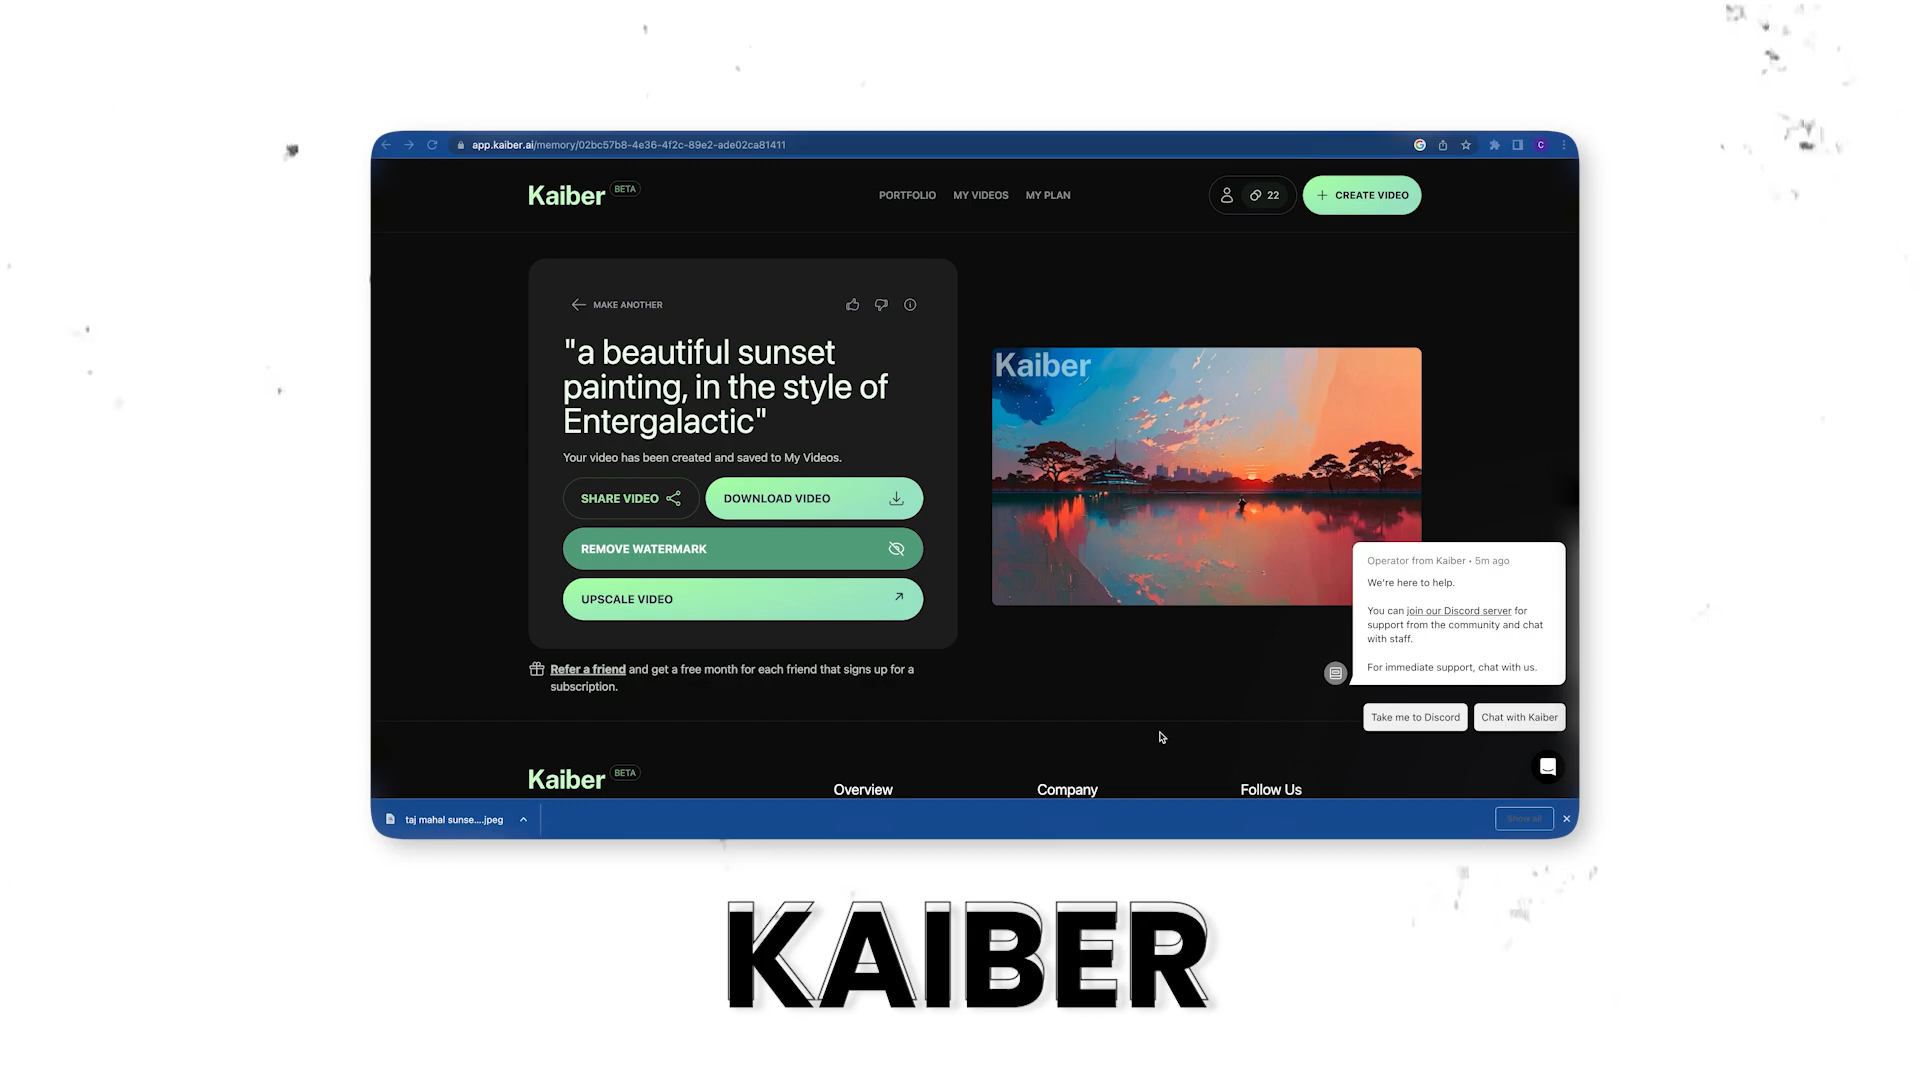 app.kaiber.ai/memory/02bc57b8-4e36-4f2c-89e2-ade02ca81411
C
Kaiber BETA
PORTFOLIO MY VIDEOS MY PLAN
22
+ CREATE VIDEO
MAKE ANOTHER
"a beautiful sunset
painting, in the style of
Entergalactic"
Your video has been created and saved to My Videos.
SHARE VIDEO
DOWNLOAD VIDEO
REMOVE WATERMARK
UPSCALE VIDEO
Refer a friend and get a free month for each friend that signs up for a
subscription.
Kaiber
Operator from Kaiber • 5m ago
We're here to help.
You can join our Discord server for
support from the community and chat
with staff.
For immediate support, chat with us.
Take me to Discord
Chat with Kaiber
Kaiber BETA
Overview
Company
Follow Us
taj mahal sunse....jpeg
Show all
KAIBER